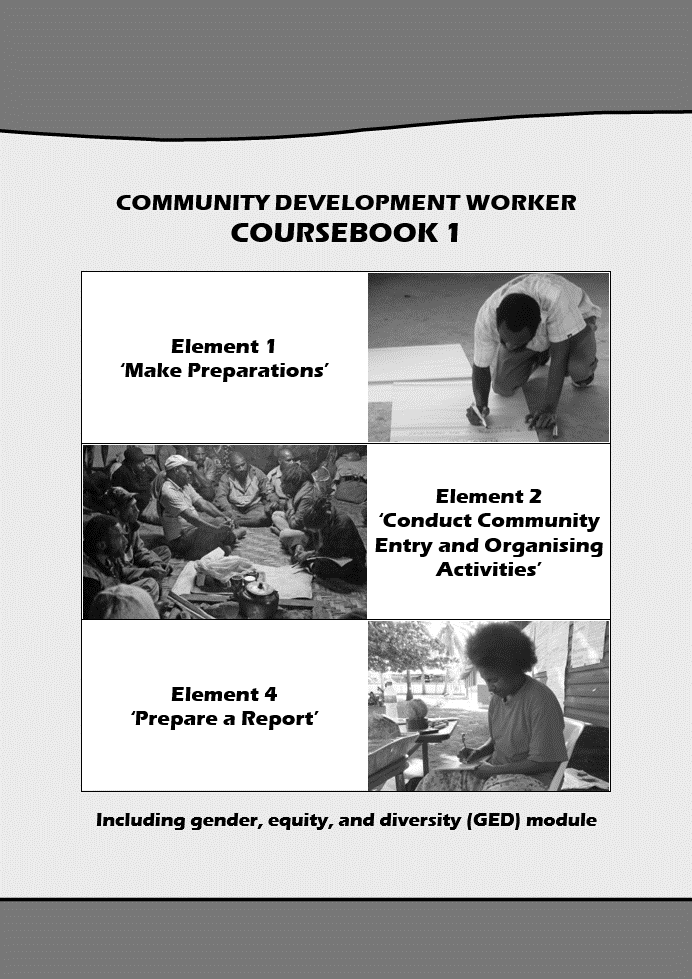 COMMUNITY DEVELOPMENT WORKER
COURSEBOOK 1
Element 1
‘Make Preparations’
Element 2
‘Conduct Community
Entry and Organising
Activities’
Element 4
‘Prepare a Report’
Including gender, equity, and diversity (GED) module